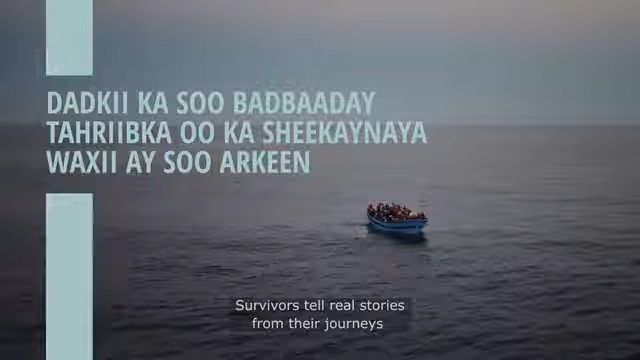 DADKII KA SOO BADBAADAY
TAHRIIBKA OO KA SHEEKAYNAYA
WAXII AY SOO ARKEEN
Survivors tell real stories
from their journeys